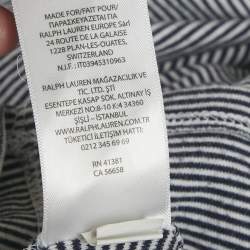 MADE FOR/FAIT POUR/
ΠΑΡΑΣΚΕΥΑΖΕΤΑΙ ΓΙΑ
RALPH LAUREN EUROPE Sàrl
24 ROUTE DE LA GALAISE
1228 PLAN-LES-OUATES,
SWITZERLAND
N.I.F.: IT03945310963
RALPH LAUREN MAĞAZACILIK VE
TİC. LTD. ŞTİ
ESENTEPE KASAP SOK, ALTINAY İŞ
MERKEZI NO.8-10 KAT:4 34360
ŞİŞLİ – İSTANBUL
WWW.RALPHLAUREN.COM.TR
TÜKETİCİ İLETİŞİM HATTI:
0212 345 69 69
RN 41381
CA 56658